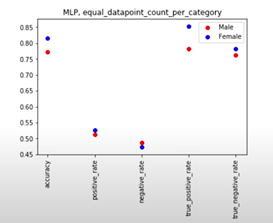 MLP, equal_datapoint_count_per_category
Male
Female
0.85
0.80
0.75
0.70
0.65
0.60
0.55
0.50
0.45
accuracy
positive_rate
negative_rate
true_positive_rate
true_negative_rate